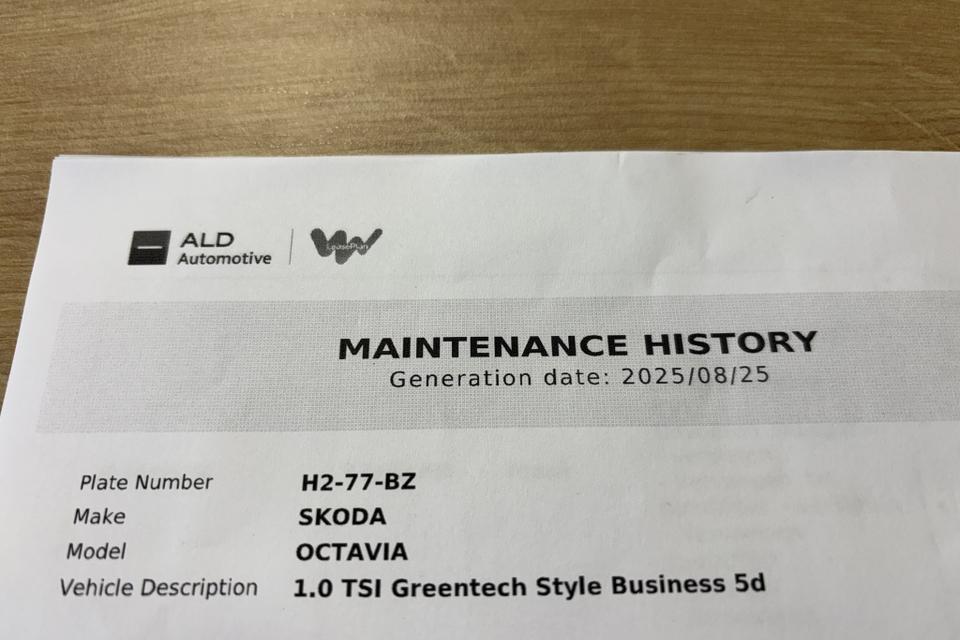 ALD
Automotive
LeasePlan
MAINTENANCE HISTORY
Generation date: 2025/08/25
Plate Number H2-77-BZ
Make SKODA
Model OCTAVIA
Vehicle Description 1.0 TSI Greentech Style Business 5d